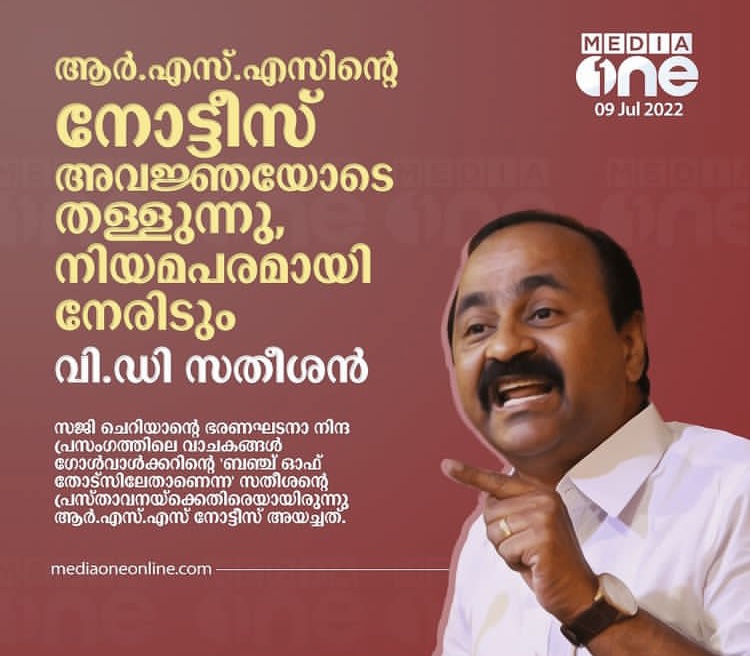 MEDIA
one
09 Jul 2022
ആർ.എസ്.എസിന്റെ
നോട്ടീസ്
അവജ്ഞയോടെ
തള്ളുന്നു,
നിയമപരമായി
നേരിടും
വി.ഡി സതീശൻ
സജി ചെറിയാന്റെ ഭരണഘടനാ നിന്ദ
പ്രസംഗത്തിലെ വാചകങ്ങൾ
ഗോൾവാൾക്കറിന്റെ 'ബഞ്ച് ഓഫ്
തോട്സിലേതാണെന്ന' സതീശന്റെ
പ്രസ്താവനയ്ക്കെതിരെയായിരുന്നു
ആർ.എസ്.എസ് നോട്ടീസ് അയച്ചത്.
mediaoneonline.com